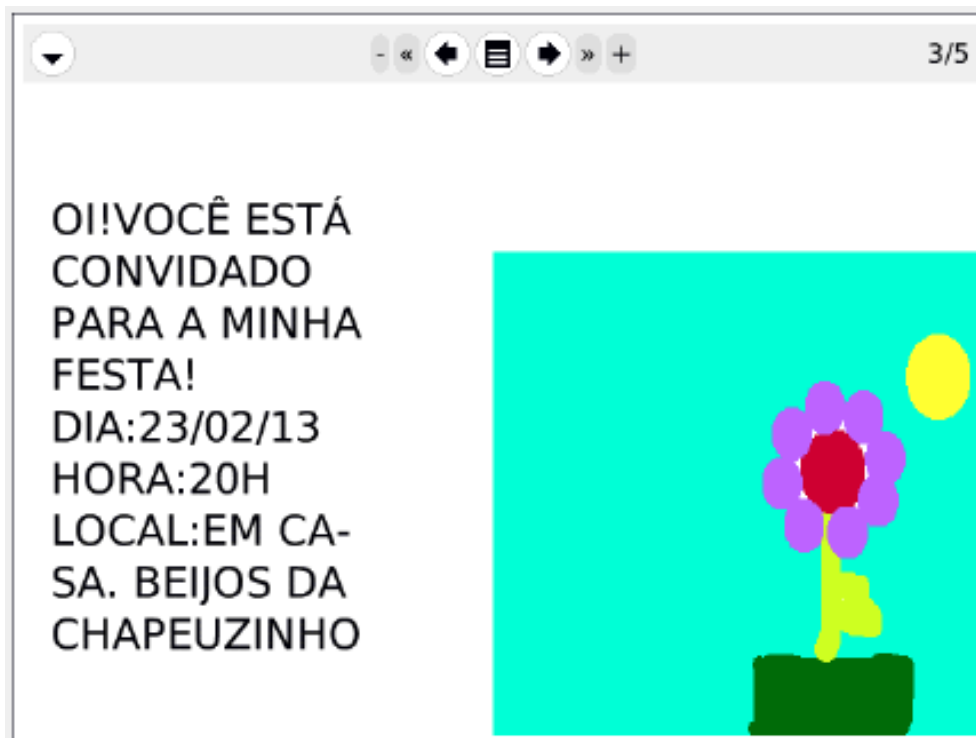 - « » + 3/5
OI!VOCÊ ESTÁ
CONVIDADO
PARA A MINHA
FESTA!
DIA:23/02/13
HORA:20H
LOCAL:EM CA-
SA. BEIJOS DA
CHAPEUZINHO